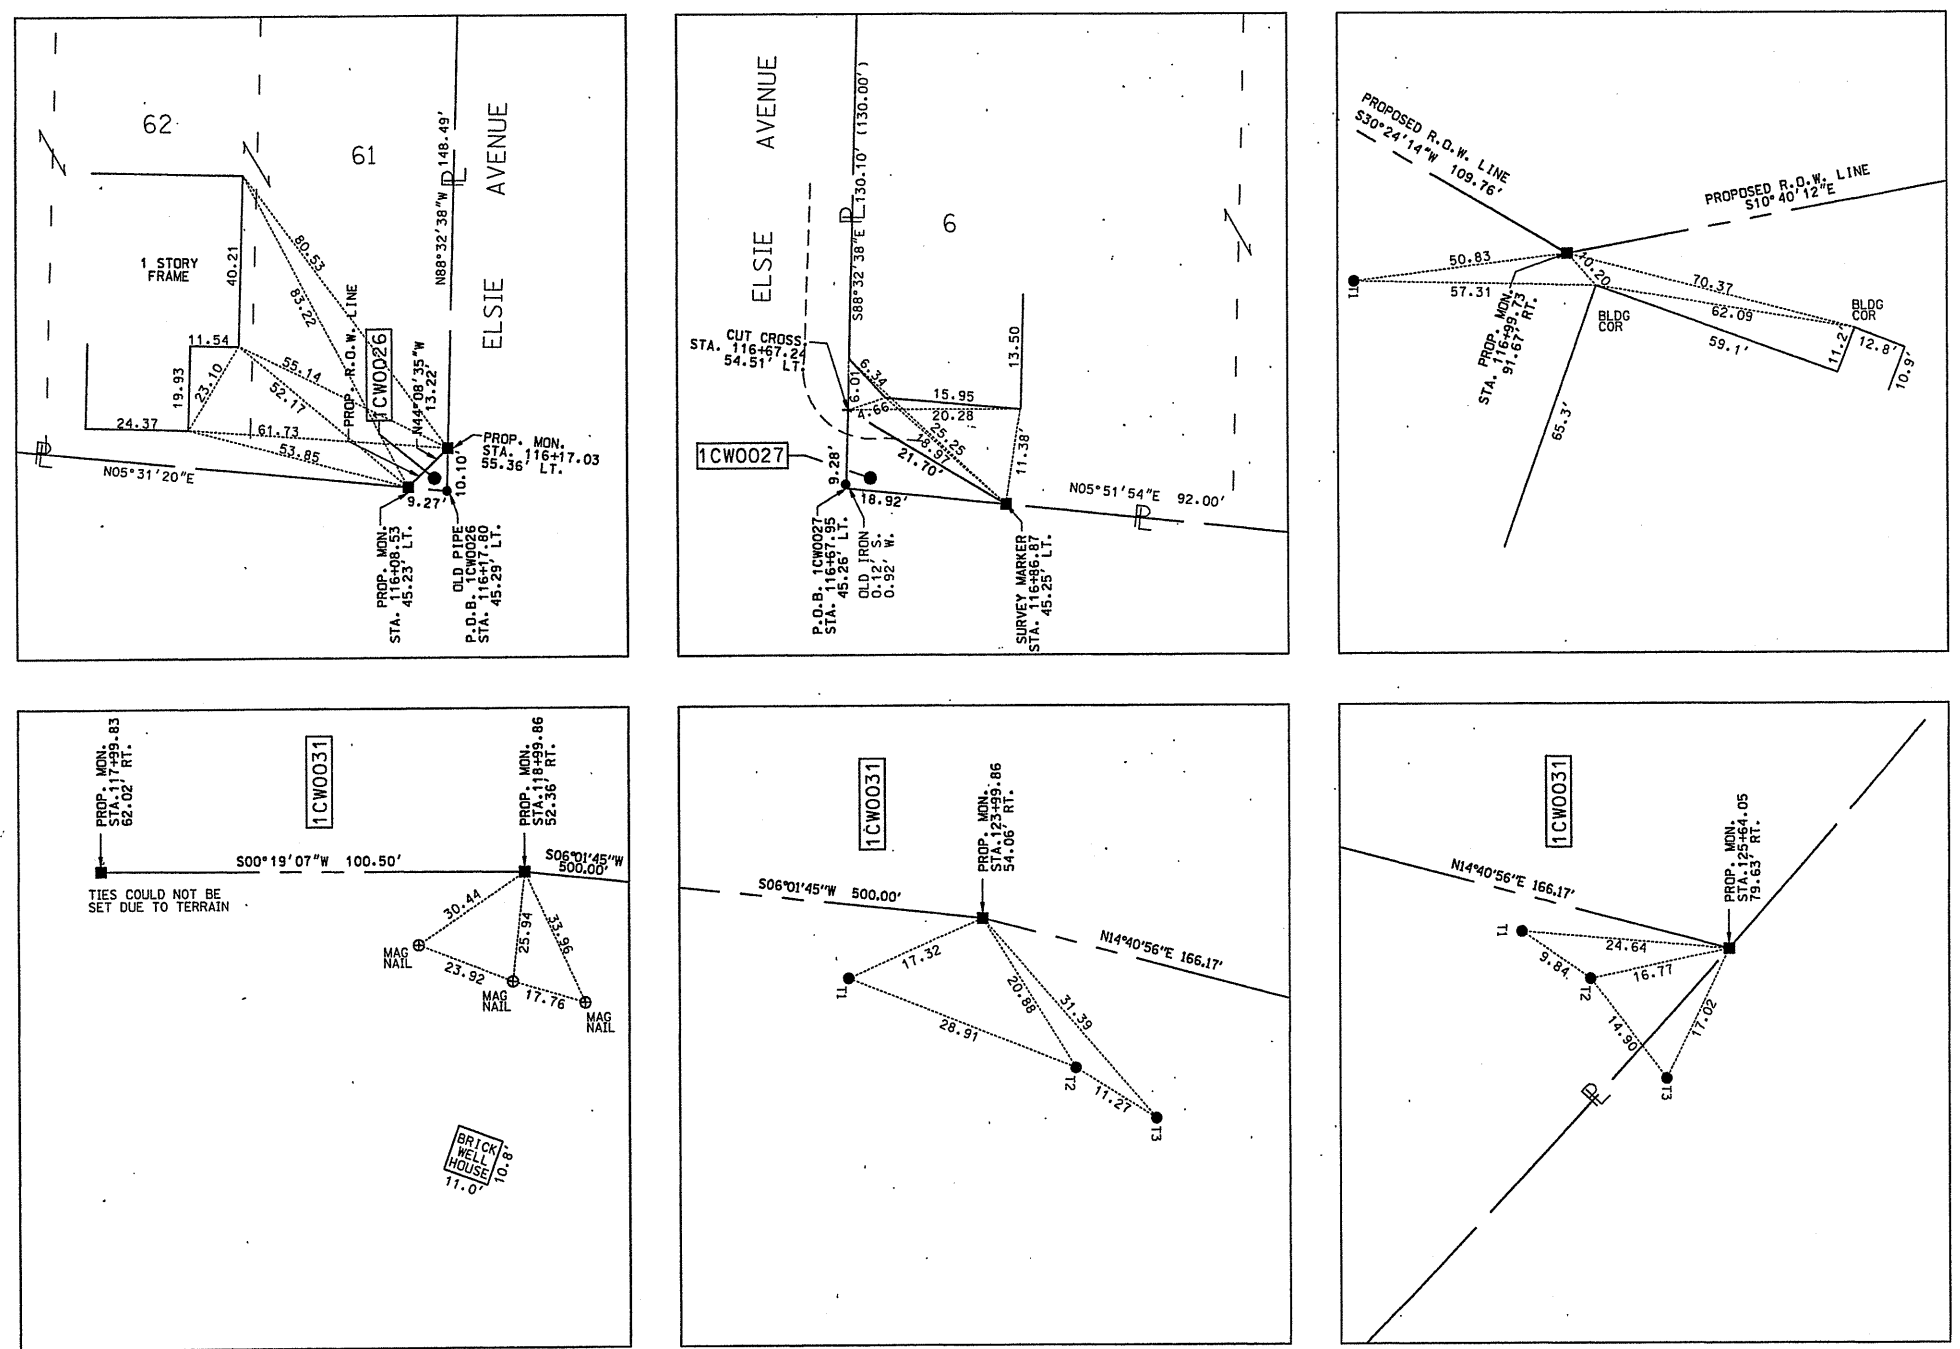 62
61
1 STORY
FRAME
40.21
11.54
19.93
23.10
24.37
80.53
83.22
55.14
52.17
61.73
53.85
PROP. R.O.W. LINE
1CW0026
N44°08'35"W
13.22'
N88°32'38"W 148.49'
PL
ELSIE AVENUE
PROP. MON.
STA. 116+17.03
55.36' LT.
10.10'
9.27'
PL
N05°31'20"E
PROP. MON.
STA. 116+08.53
45.23' LT.
OLD PIPE
P.O.B. 1CW0026
STA. 116+17.80
45.29' LT.
ELSIE AVENUE
S88°32'38"E 130.10' (130.00')
PL
6
CUT CROSS.
STA. 116+67.24
54.51' LT.
6.01
6.34
4.66
15.95
20.28
13.50
25.25
18.97
21.70'
11.38'
1CW0027
9.28'
18.92'
N05°51'54"E 92.00'
PL
P.O.B. 1CW0027
STA. 116+67.95
45.26' LT.
OLD IRON
0.12' S.
0.92' W.
SURVEY MARKER
STA. 116+86.87
45.25' LT.
PROPOSED R.O.W. LINE
S30°24'14"W 109.76'
PROPOSED R.O.W. LINE
S10°40'12"E
T1
50.83
57.31
10.20
70.37
62.09
59.1'
BLDG
COR
BLDG
COR
11.2'
12.8'
10.9'
65.3'
PROP. MON.
STA. 116+99.73
91.67' RT.
PROP. MON.
STA.117+99.83
62.02' RT.
1CW0031
PROP. MON.
STA.118+99.86
52.36' RT.
S00°19'07"W 100.50'
S06°01'45"W
500.00'
TIES COULD NOT BE
SET DUE TO TERRAIN
30.44
25.94
33.96
MAG
NAIL
23.92
MAG
NAIL
17.76
MAG
NAIL
BRICK
WELL
HOUSE
10.8'
11.0'
1CW0031
PROP. MON.
STA.123+99.86
54.06' RT.
S06°01'45"W 500.00'
N14°40'56"E 166.17'
17.32
T1
20.88
31.39
28.91
T2
11.27
T3
1CW0031
PROP. MON.
STA.125+64.05
79.63' RT.
N14°40'56"E 166.17'
T1
24.64
9.84
16.77
T2
14.90
17.02
T3
PL